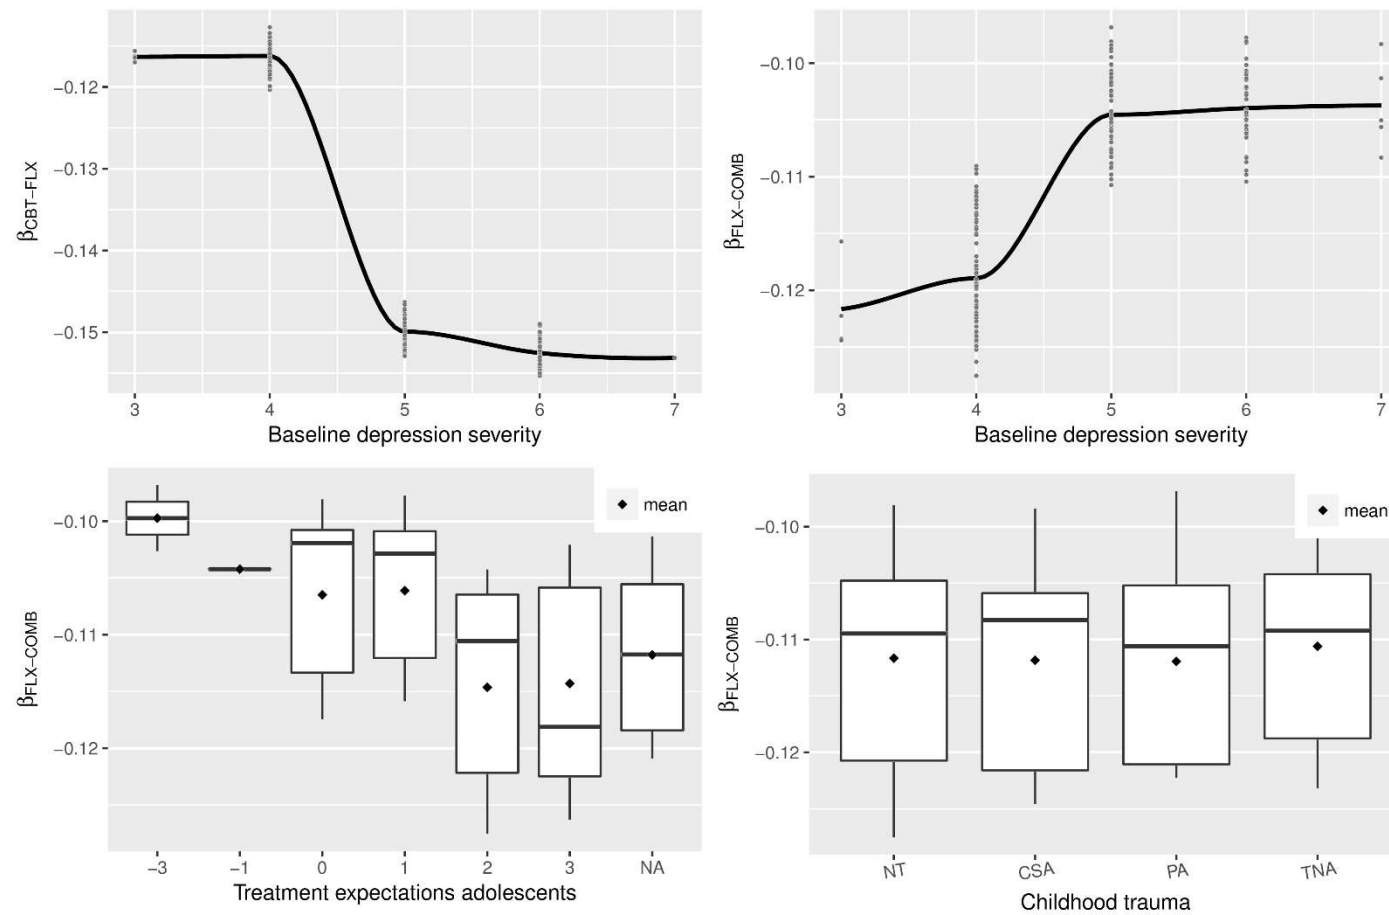 −0.12
−0.13
−0.14
−0.15
βCBT−FLX
3 4 5 6 7
Baseline depression severity
−0.10
−0.11
−0.12
βFLX−COMB
3 4 5 6 7
Baseline depression severity
mean
−0.10
−0.11
−0.12
βFLX−COMB
−3 −1 0 1 2 3 NA
Treatment expectations adolescents
mean
−0.10
−0.11
−0.12
βFLX−COMB
NT CSA PA TNA
Childhood trauma